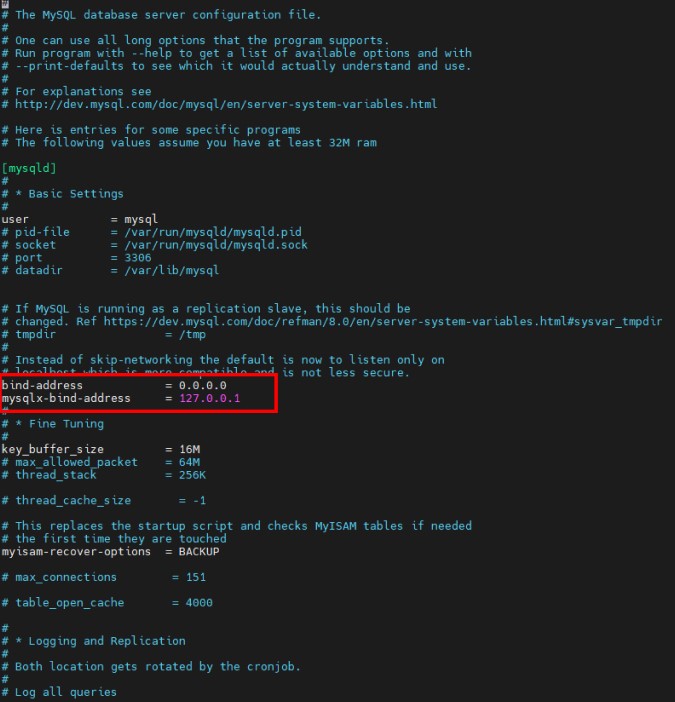 #
# The MySQL database server configuration file.
#
# One can use all long options that the program supports.
# Run program with --help to get a list of available options and with
# --print-defaults to see which it would actually understand and use.
#
# For explanations see
# http://dev.mysql.com/doc/mysql/en/server-system-variables.html
# Here is entries for some specific programs
# The following values assume you have at least 32M ram
[mysqld]
#
# * Basic Settings
#
user = mysql
# pid-file = /var/run/mysqld/mysqld.pid
# socket = /var/run/mysqld/mysqld.sock
# port = 3306
# datadir = /var/lib/mysql
# If MySQL is running as a replication slave, this should be
# changed. Ref https://dev.mysql.com/doc/refman/8.0/en/server-system-variables.html#sysvar_tmpdir
# tmpdir = /tmp
#
# Instead of skip-networking the default is now to listen only on
# localhost which is more compatible and is not less secure.
bind-address = 0.0.0.0
mysqlx-bind-address = 127.0.0.1
#
# * Fine Tuning
#
key_buffer_size = 16M
# max_allowed_packet = 64M
# thread_stack = 256K
# thread_cache_size = -1
# This replaces the startup script and checks MyISAM tables if needed
# the first time they are touched
myisam-recover-options = BACKUP
# max_connections = 151
# table_open_cache = 4000
#
# * Logging and Replication
#
# Both location gets rotated by the cronjob.
#
# Log all queries